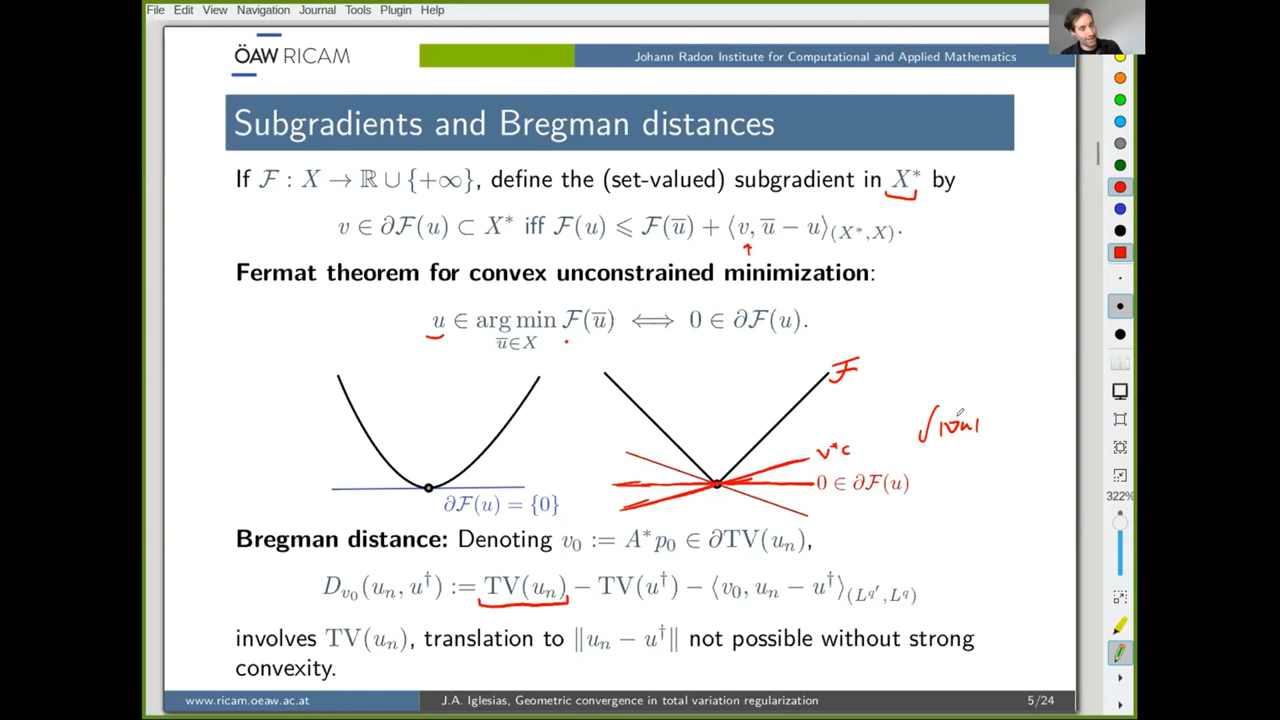 File Edit View Navigation Journal Tools Plugin Help
ÖAW RICAM
Johann Radon Institute for Computational and Applied Mathematics
Subgradients and Bregman distances
If ℱ : X → ℝ ∪ {+∞}, define the (set-valued) subgradient in X* by
v ∈ ∂ℱ(u) ⊂ X* iff ℱ(u) ⩽ ℱ(u̅) + ⟨v, u̅ − u⟩(X*,X).
Fermat theorem for convex unconstrained minimization:
u ∈ arg min ℱ(u̅) ⟺ 0 ∈ ∂ℱ(u).
u̅∈X
ℱ
∫|∇u|
0 ∈ ∂ℱ(u)
322%
∂ℱ(u) = {0}
Bregman distance: Denoting v₀ := A*p₀ ∈ ∂TV(uₙ),
Dv₀(uₙ, u†) := TV(uₙ) − TV(u†) − ⟨v₀, uₙ − u†⟩(Lq′,Lq)
involves TV(uₙ), translation to ‖uₙ − u†‖ not possible without strong
convexity.
www.ricam.oeaw.ac.at J.A. Iglesias, Geometric convergence in total variation regularization 5/24